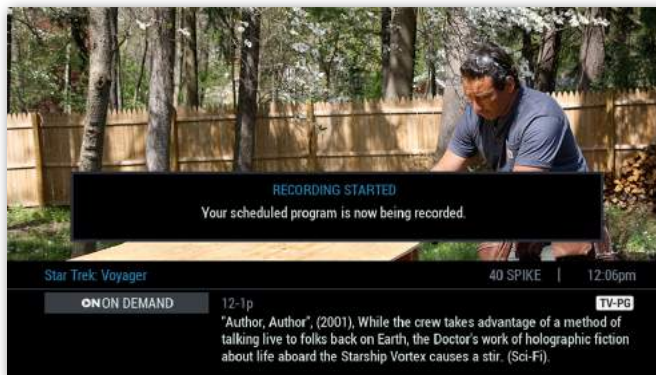 RECORDING STARTED
Your scheduled program is now being recorded.
Star Trek: Voyager 40 SPIKE | 12:06pm
ON ON DEMAND 12-1p TV-PG
"Author, Author", (2001), While the crew takes advantage of a method of
talking live to folks back on Earth, the Doctor's work of holographic fiction
about life aboard the Starship Vortex causes a stir. (Sci-Fi).